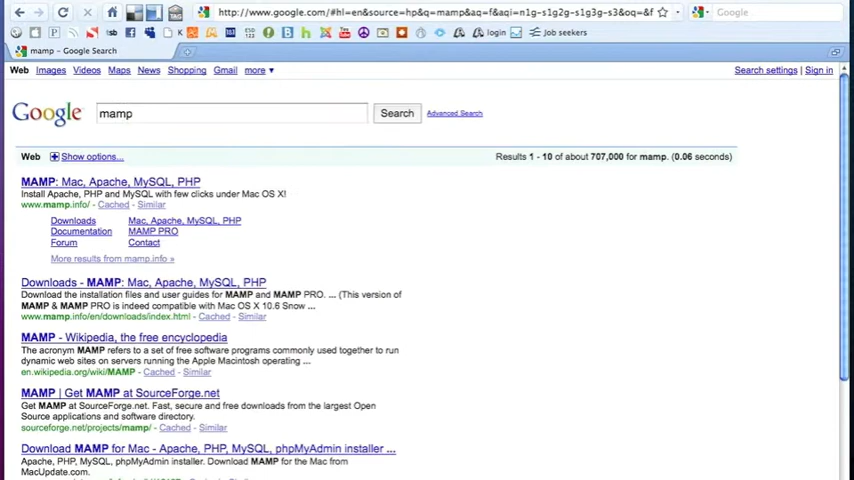 http://www.google.com/#hl=en&source=hp&q=mamp&aq=f&aqi=n1g-s1g2g-s1g3g-s3&oq=&f
Google
login
Job seekers
mamp - Google Search
Web Images Videos Maps News Shopping Gmail more ▼
Search settings | Sign in
Google
mamp
Search
Advanced Search
Web + Show options...
Results 1 - 10 of about 707,000 for mamp. (0.06 seconds)
MAMP: Mac, Apache, MySQL, PHP
Install Apache, PHP and MySQL with few clicks under Mac OS X!
www.mamp.info/ - Cached - Similar
Downloads Mac, Apache, MySQL, PHP
Documentation MAMP PRO
Forum Contact
More results from mamp.info »
Downloads - MAMP: Mac, Apache, MySQL, PHP
Download the installation files and user guides for MAMP and MAMP PRO. ... (This version of
MAMP & MAMP PRO is indeed compatible with Mac OS X 10.6 Snow ...
www.mamp.info/en/downloads/index.html - Cached - Similar
MAMP - Wikipedia, the free encyclopedia
The acronym MAMP refers to a set of free software programs commonly used together to run
dynamic web sites on servers running the Apple Macintosh operating ...
en.wikipedia.org/wiki/MAMP - Cached - Similar
MAMP | Get MAMP at SourceForge.net
Get MAMP at SourceForge.net. Fast, secure and free downloads from the largest Open
Source applications and software directory.
sourceforge.net/projects/mamp/ - Cached - Similar
Download MAMP for Mac - Apache, PHP, MySQL, phpMyAdmin installer ...
Apache, PHP, MySQL, phpMyAdmin installer. Download MAMP for the Mac from
MacUpdate.com.